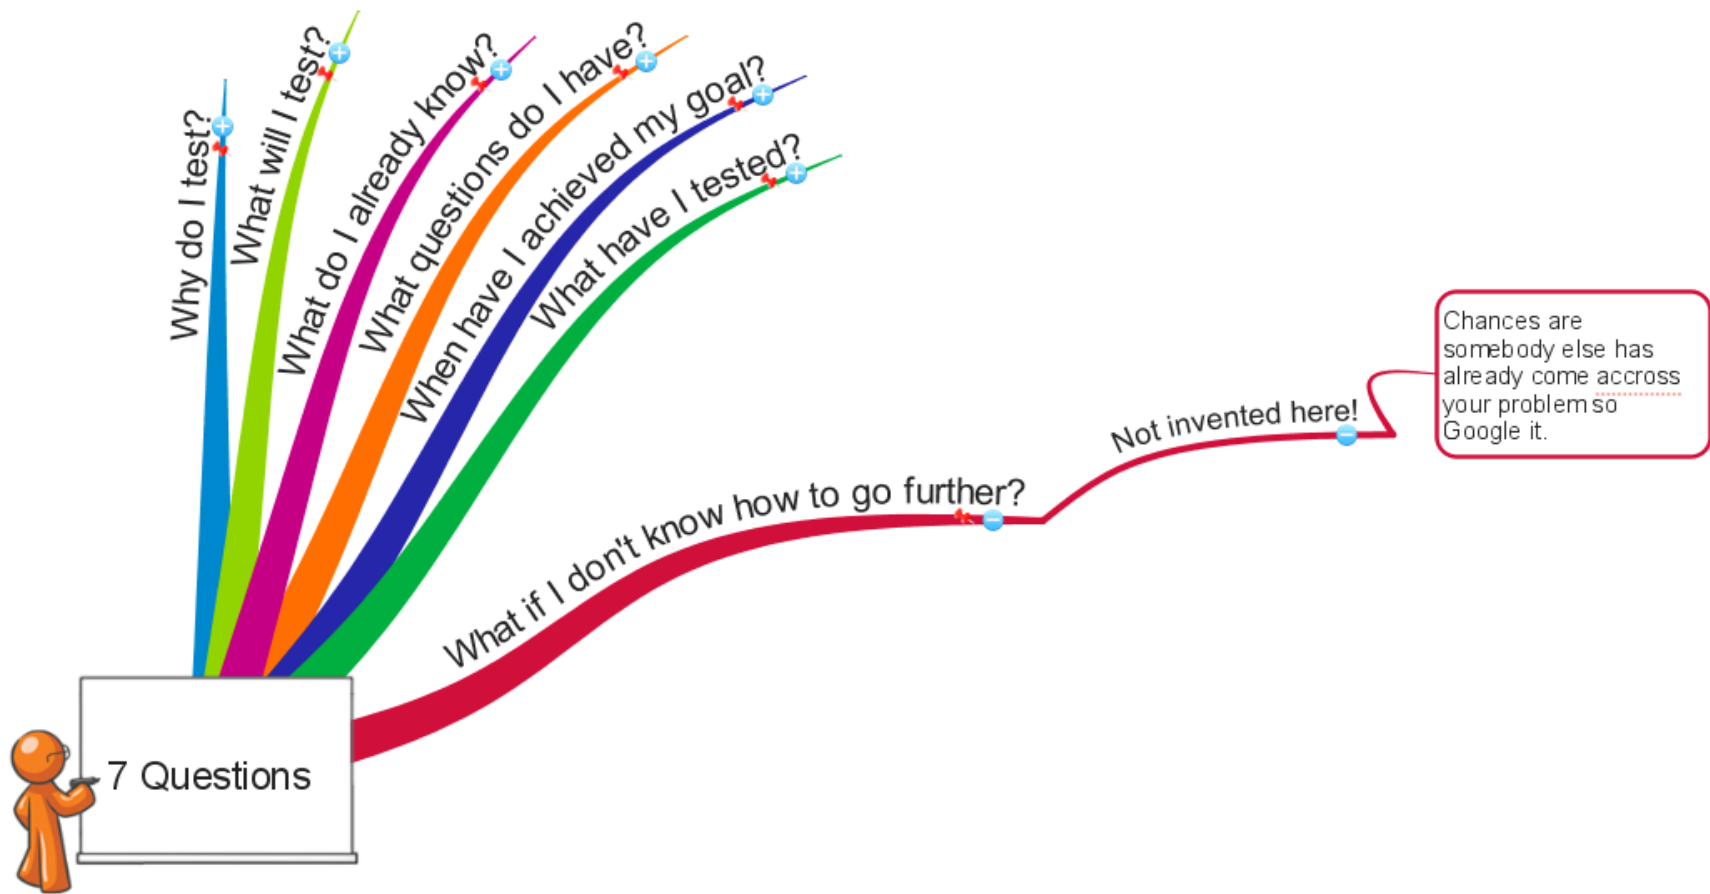 Why do I test?
What will I test?
What do I already know?
What questions do I have?
When have I achieved my goal?
What have I tested?
What if I don't know how to go further?
Not invented here!
Chances are
somebody else has
already come accross
your problem so
Google it.
7 Questions